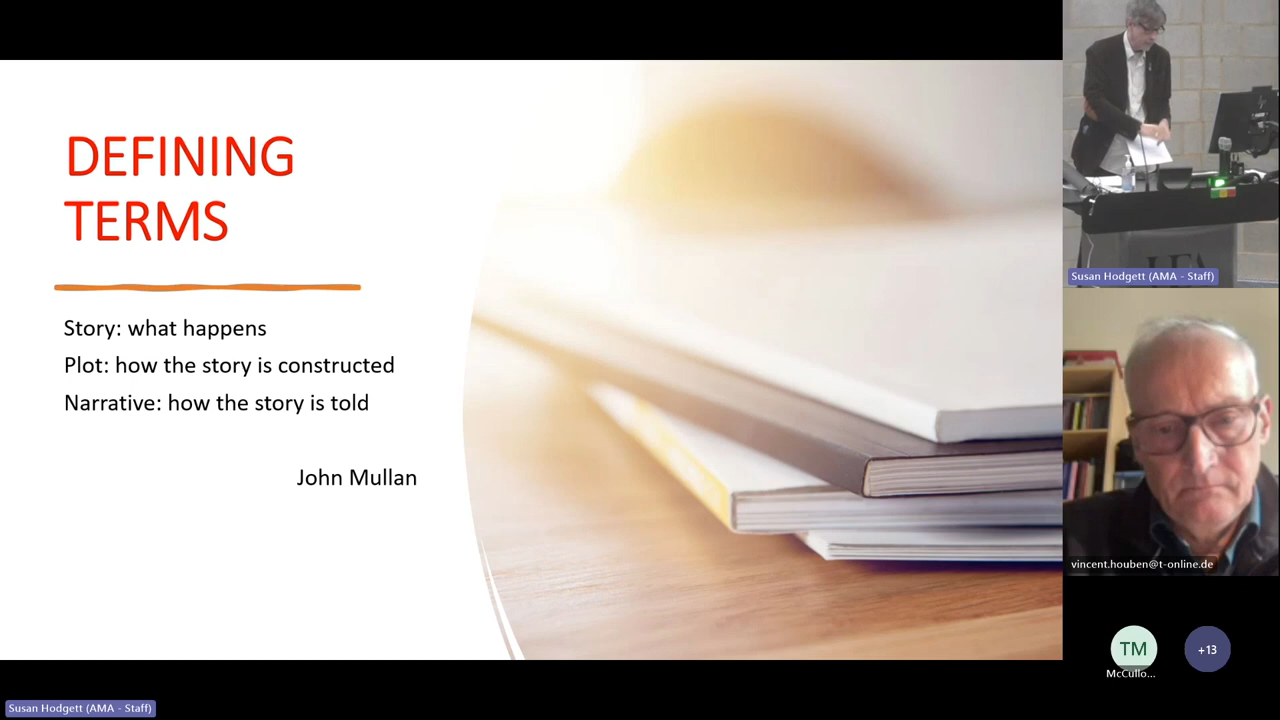 DEFINING
TERMS
Story: what happens
Plot: how the story is constructed
Narrative: how the story is told
John Mullan
Susan Hodgett (AMA - Staff)
vincent.houben@t-online.de
TM
McCullo...
+13
Susan Hodgett (AMA - Staff)